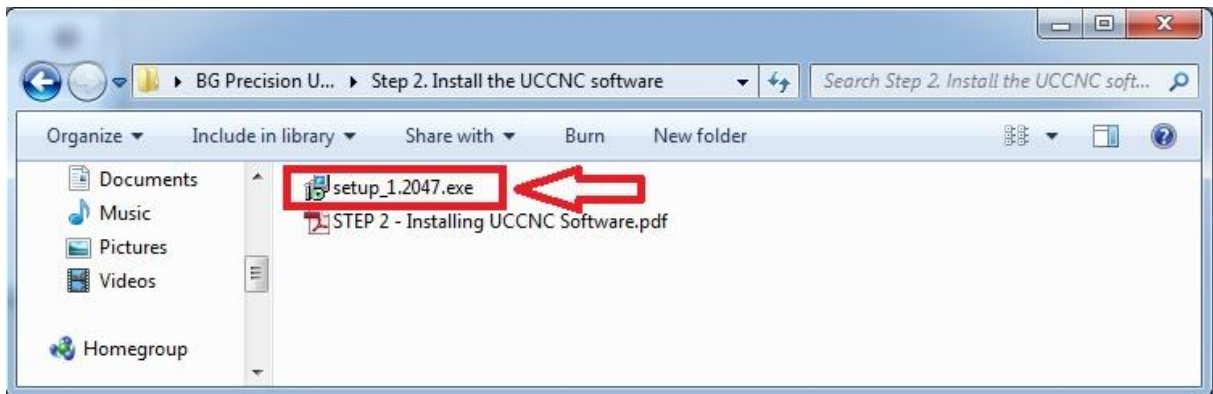 BG Precision U... Step 2. Install the UCCNC software Search Step 2. Install the UCCNC soft...
Organize Include in library Share with Burn New folder
Documents
Music
Pictures
Videos
Homegroup
setup_1.2047.exe
STEP 2 - Installing UCCNC Software.pdf